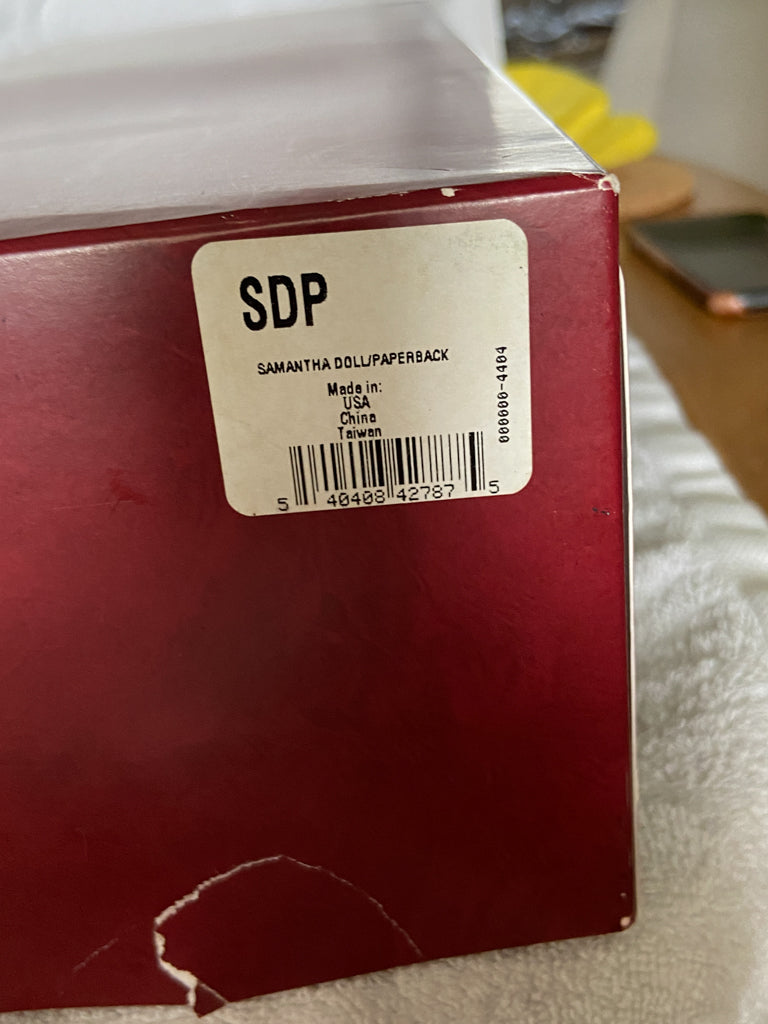 SDP
SAMANTHA DOLL/PAPERBACK
Made in:
USA
China
Taiwan
000000-4404
5 40408 42787 5